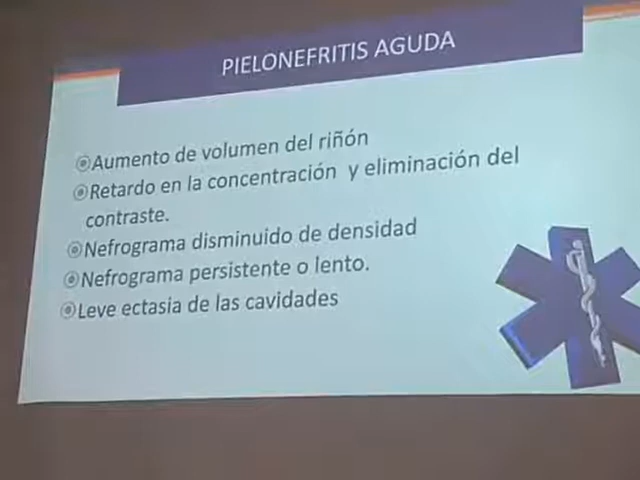 PIELONEFRITIS AGUDA
Aumento de volumen del riñón
Retardo en la concentración y eliminación del
contraste.
Nefrograma disminuido de densidad
Nefrograma persistente o lento.
Leve ectasia de las cavidades